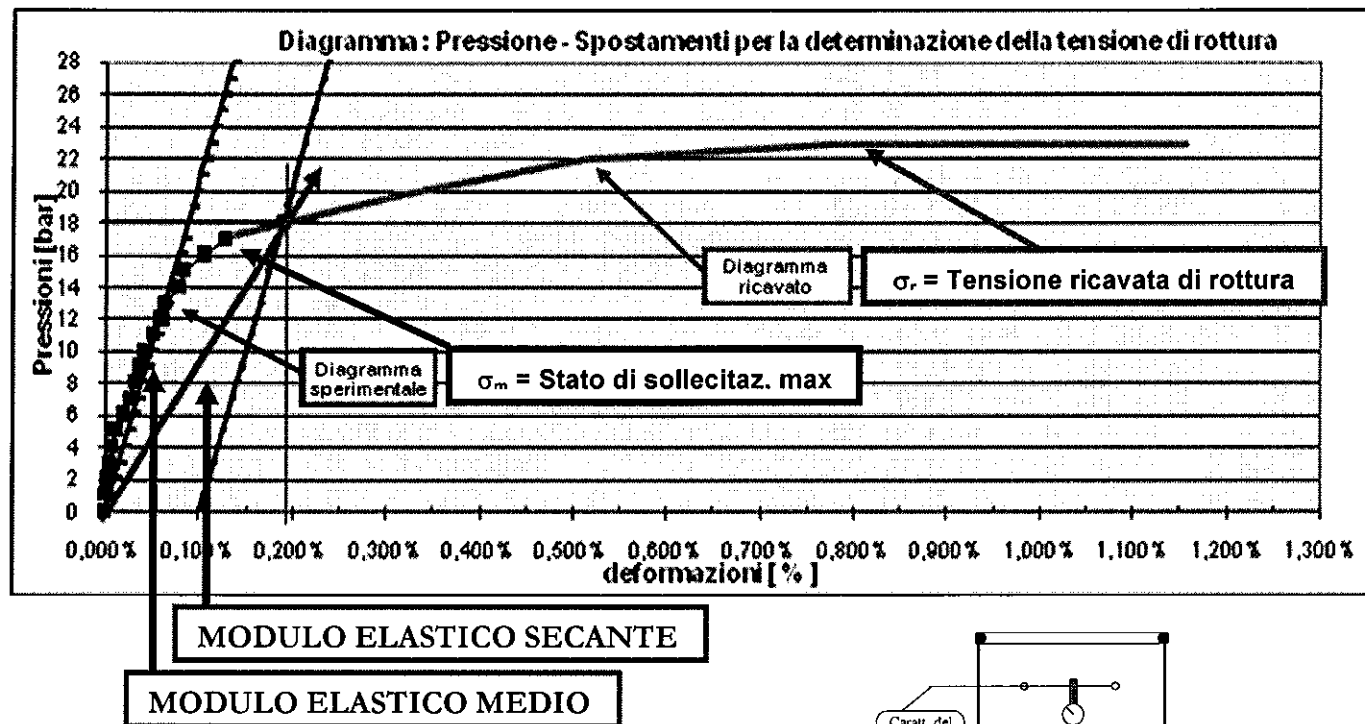 Diagramma : Pressione - Spostamenti per la determinazione della tensione di rottura
28
26
24
22
20
18
16
14
12
10
8
6
4
2
0
Pressioni [bar]
Diagramma
ricavato
σr = Tensione ricavata di rottura
Diagramma
sperimentale
σm = Stato di sollecitaz. max
0,000 % 0,100 % 0,200 % 0,300 % 0,400 % 0,500 % 0,600 % 0,700 % 0,800 % 0,900 % 1,000 % 1,100 % 1,200 % 1,300 %
deformazioni [ % ]
MODULO ELASTICO SECANTE
MODULO ELASTICO MEDIO
Caratt. del